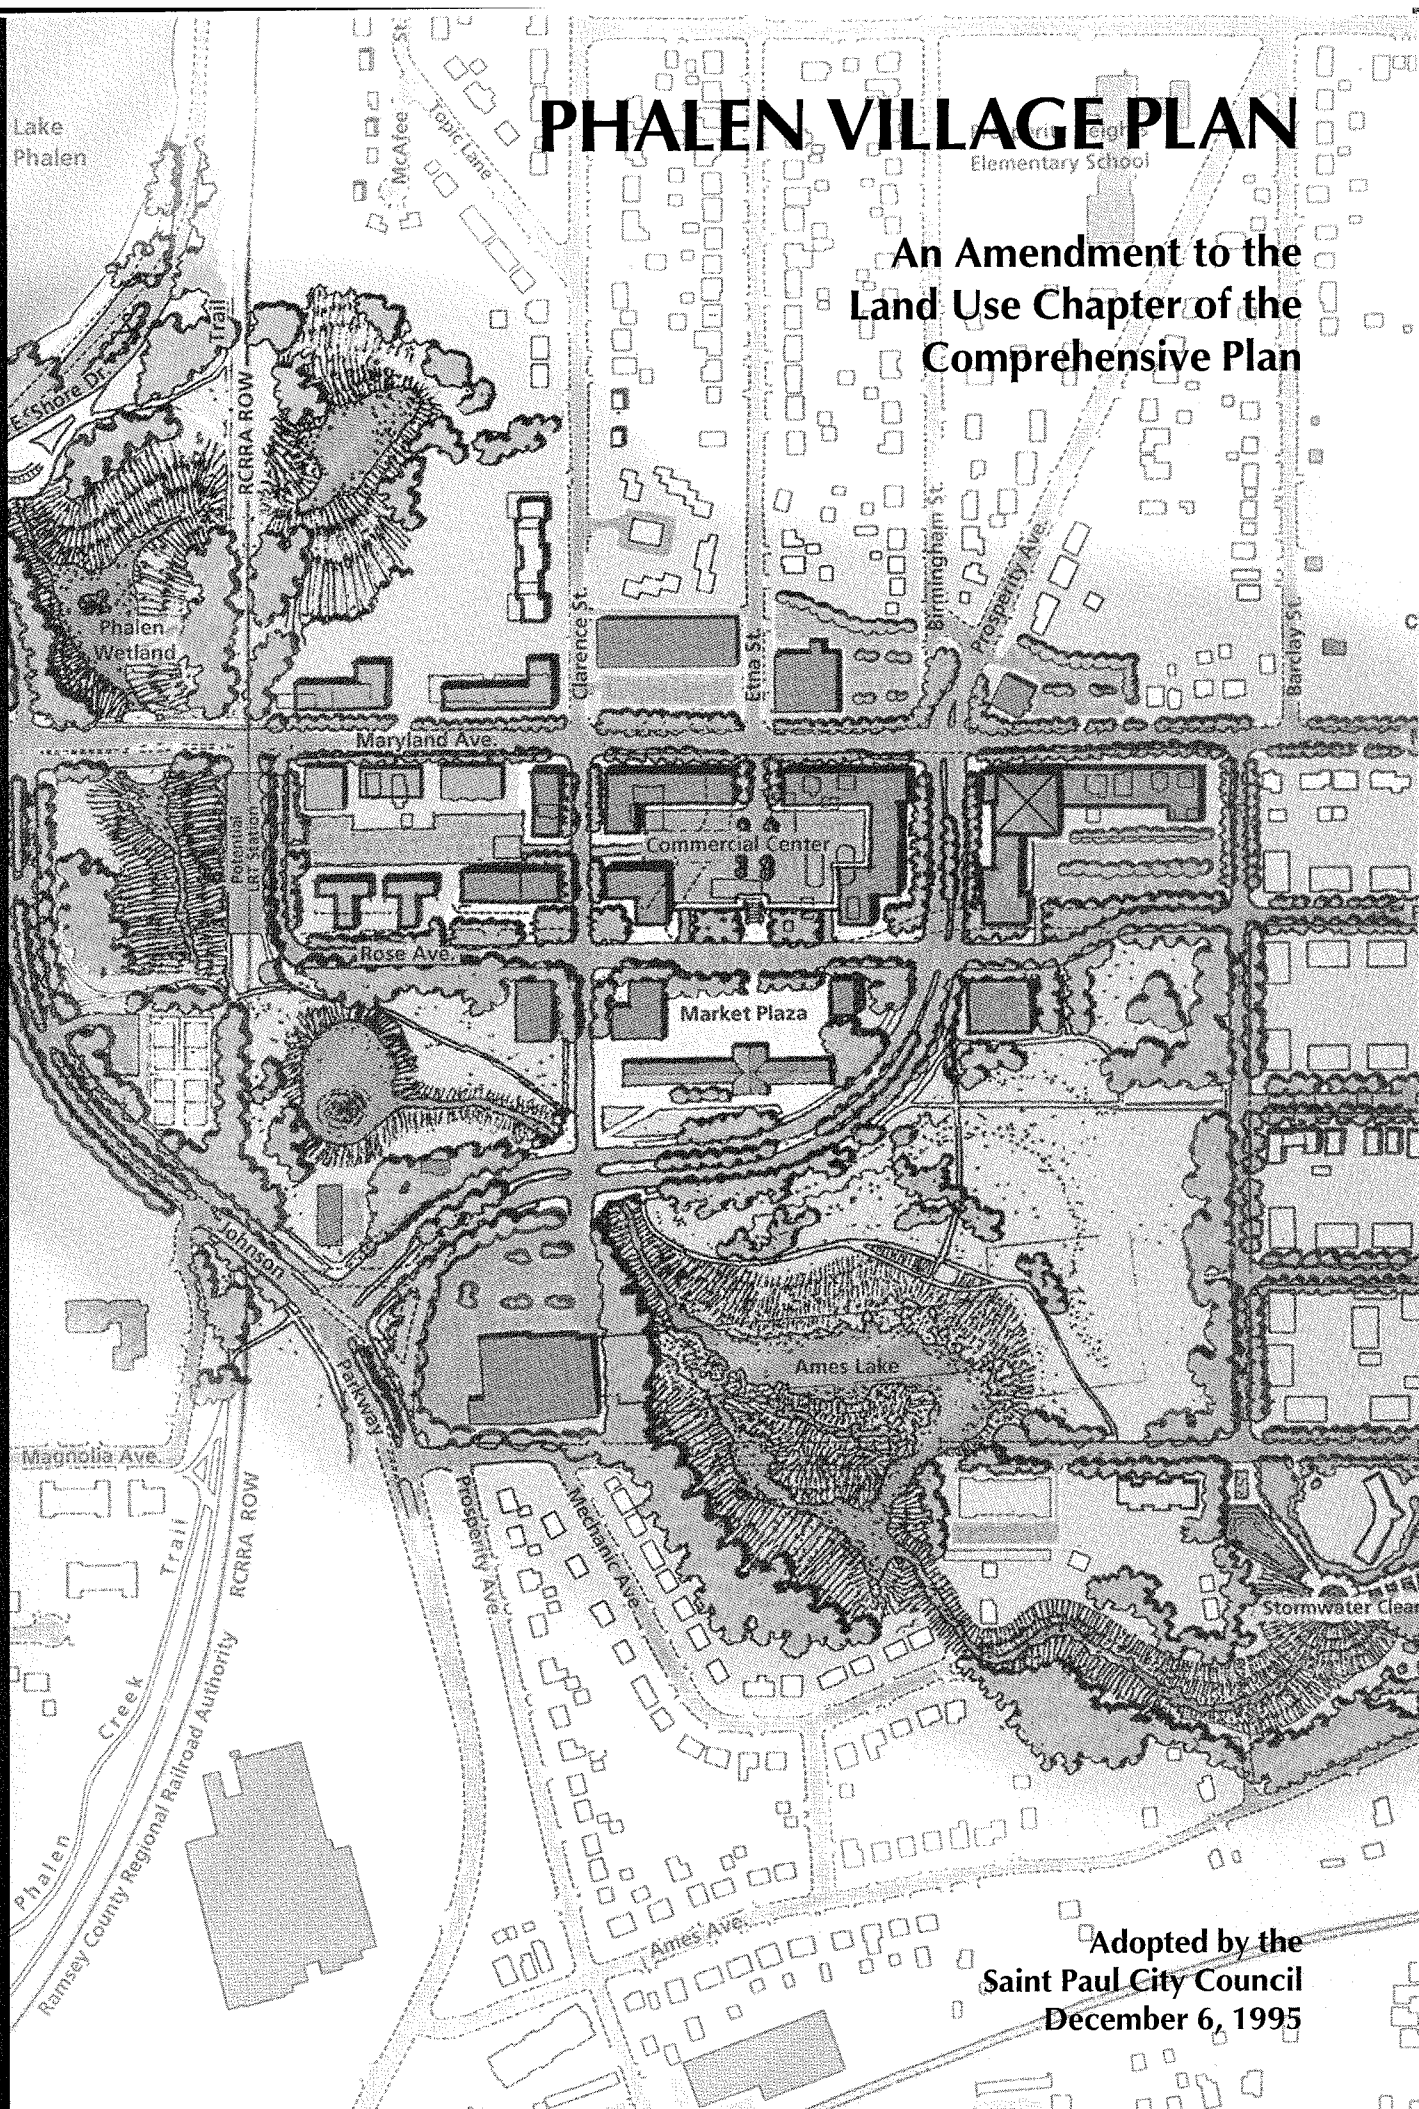 PHALEN VILLAGE PLAN
An Amendment to the
Land Use Chapter of the
Comprehensive Plan
Lake
Phalen
McAfee St.
Topic Lane
Elementary School
Trail
E. Shore Dr.
RCRRA ROW
Phalen
Wetland
Clarence St.
Etna St.
Birmingham St.
Prosperity Ave.
Barclay St.
Maryland Ave.
Potential
LRT Station
Commercial Center
Rose Ave.
Market Plaza
Johnson
Parkway
Ames Lake
Magnolia Ave.
Prosperity Ave.
Mechanic Ave.
Trail
RCRRA ROW
Stormwater Clear
Phalen Creek
Ramsey County Regional Railroad Authority
Ames Ave.
Adopted by the
Saint Paul City Council
December 6, 1995